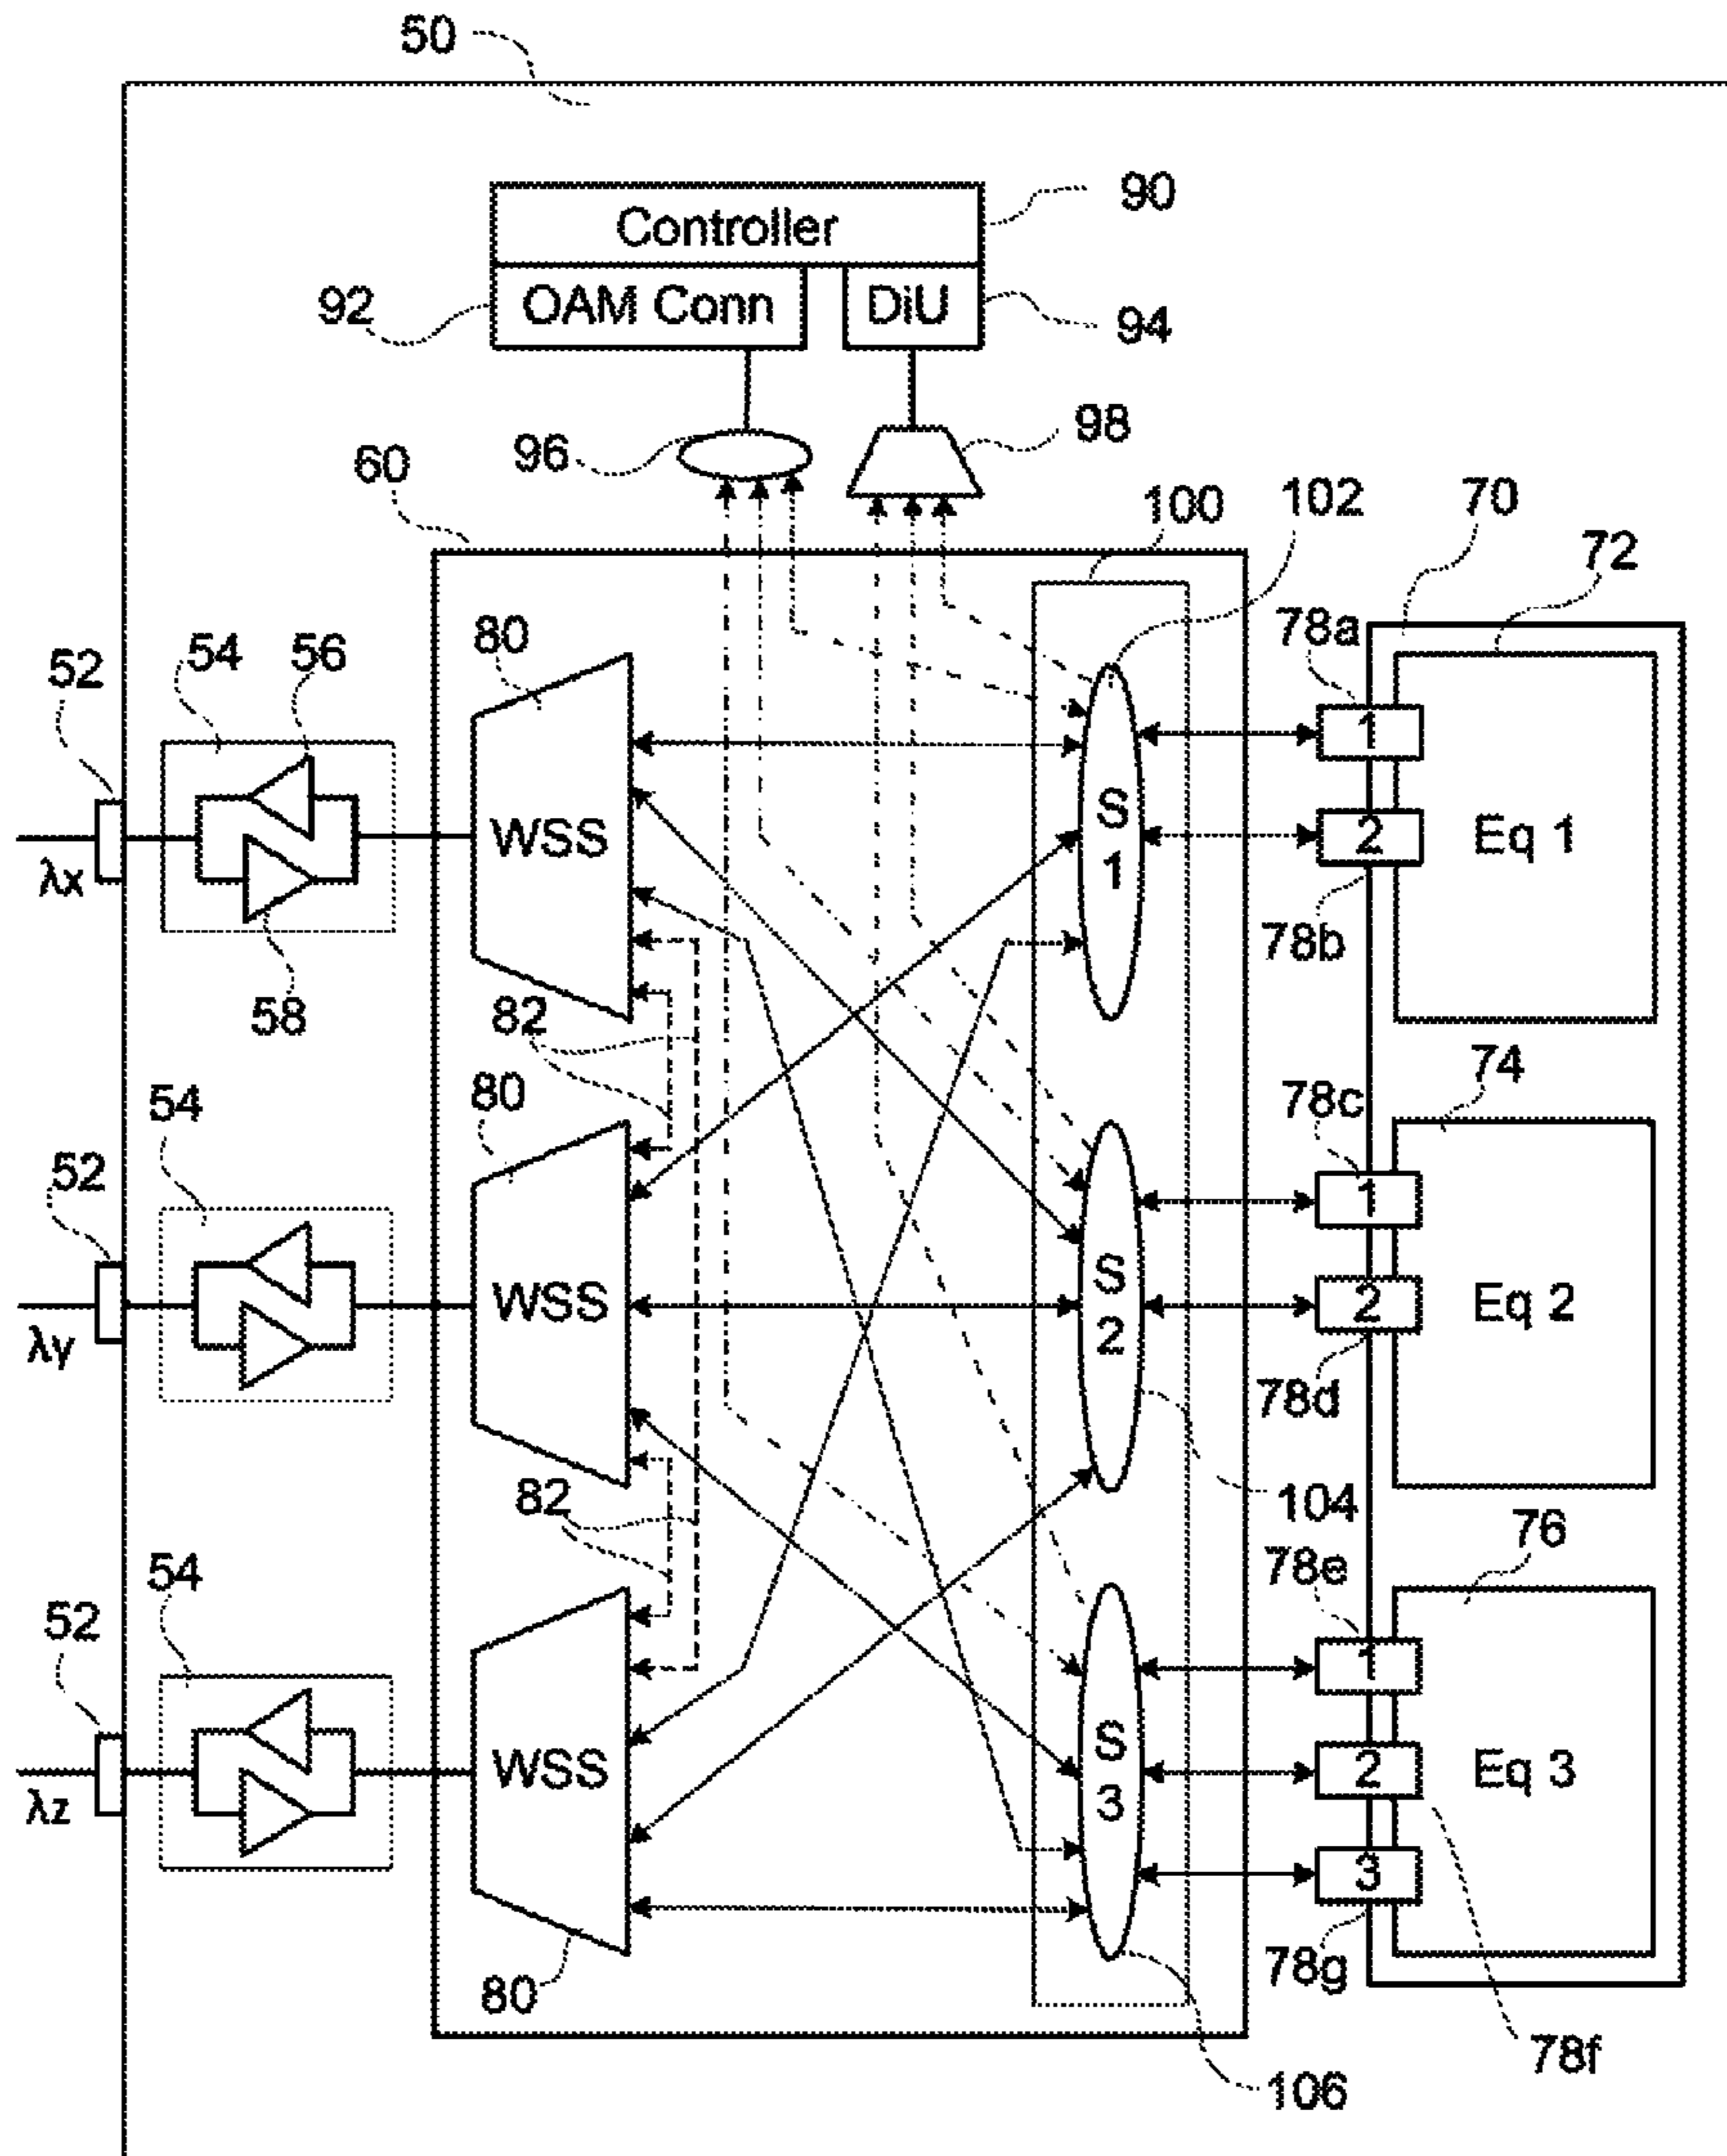 50
Controller
90
92
OAM Conn
DiU
94
96
98
60
100
102
70
72
80
78a
52
54
56
1
WSS
S
1
2
Eq 1
λx
58
78b
82
74
54
80
78c
52
1
WSS
S
2
2
Eq 2
λy
78d
82
104
76
54
78e
52
1
WSS
S
3
2
Eq 3
λz
3
80
78g
78f
106